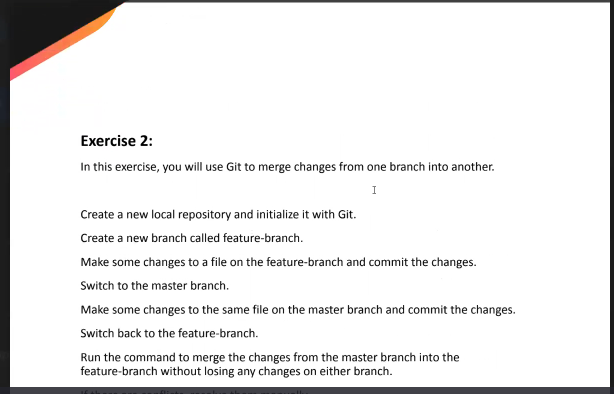 Exercise 2:
In this exercise, you will use Git to merge changes from one branch into another.
Create a new local repository and initialize it with Git.
Create a new branch called feature-branch.
Make some changes to a file on the feature-branch and commit the changes.
Switch to the master branch.
Make some changes to the same file on the master branch and commit the changes.
Switch back to the feature-branch.
Run the command to merge the changes from the master branch into the
feature-branch without losing any changes on either branch.